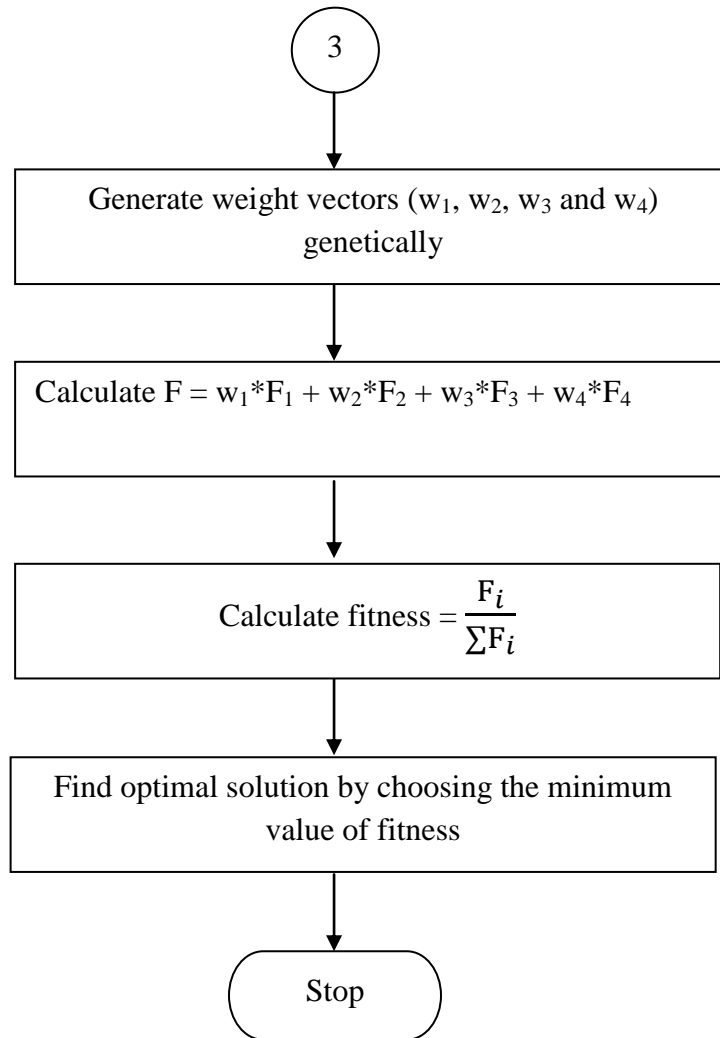 3
Generate weight vectors (w₁, w₂, w₃ and w₄)
genetically
Calculate F = w₁*F₁ + w₂*F₂ + w₃*F₃ + w₄*F₄
Calculate fitness = F𝑖 / ∑F𝑖
Find optimal solution by choosing the minimum
value of fitness
Stop